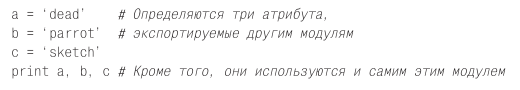 a = ‘dead’ # Определяются три атрибута,
b = ‘parrot’ # экспортируемые другим модулям
c = ‘sketch’
print a, b, c # Кроме того, они используются и самим этим модулем